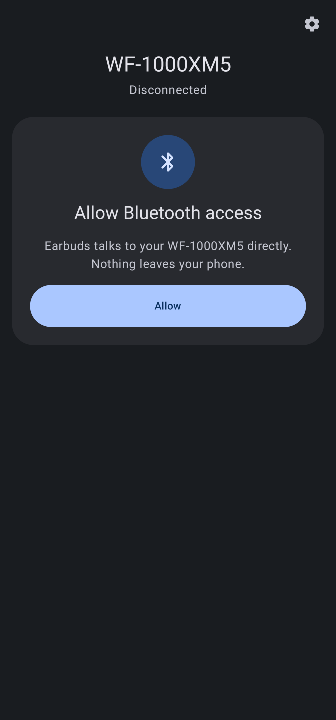 WF-1000XM5
Disconnected
Allow Bluetooth access
Earbuds talks to your WF-1000XM5 directly.
Nothing leaves your phone.
Allow